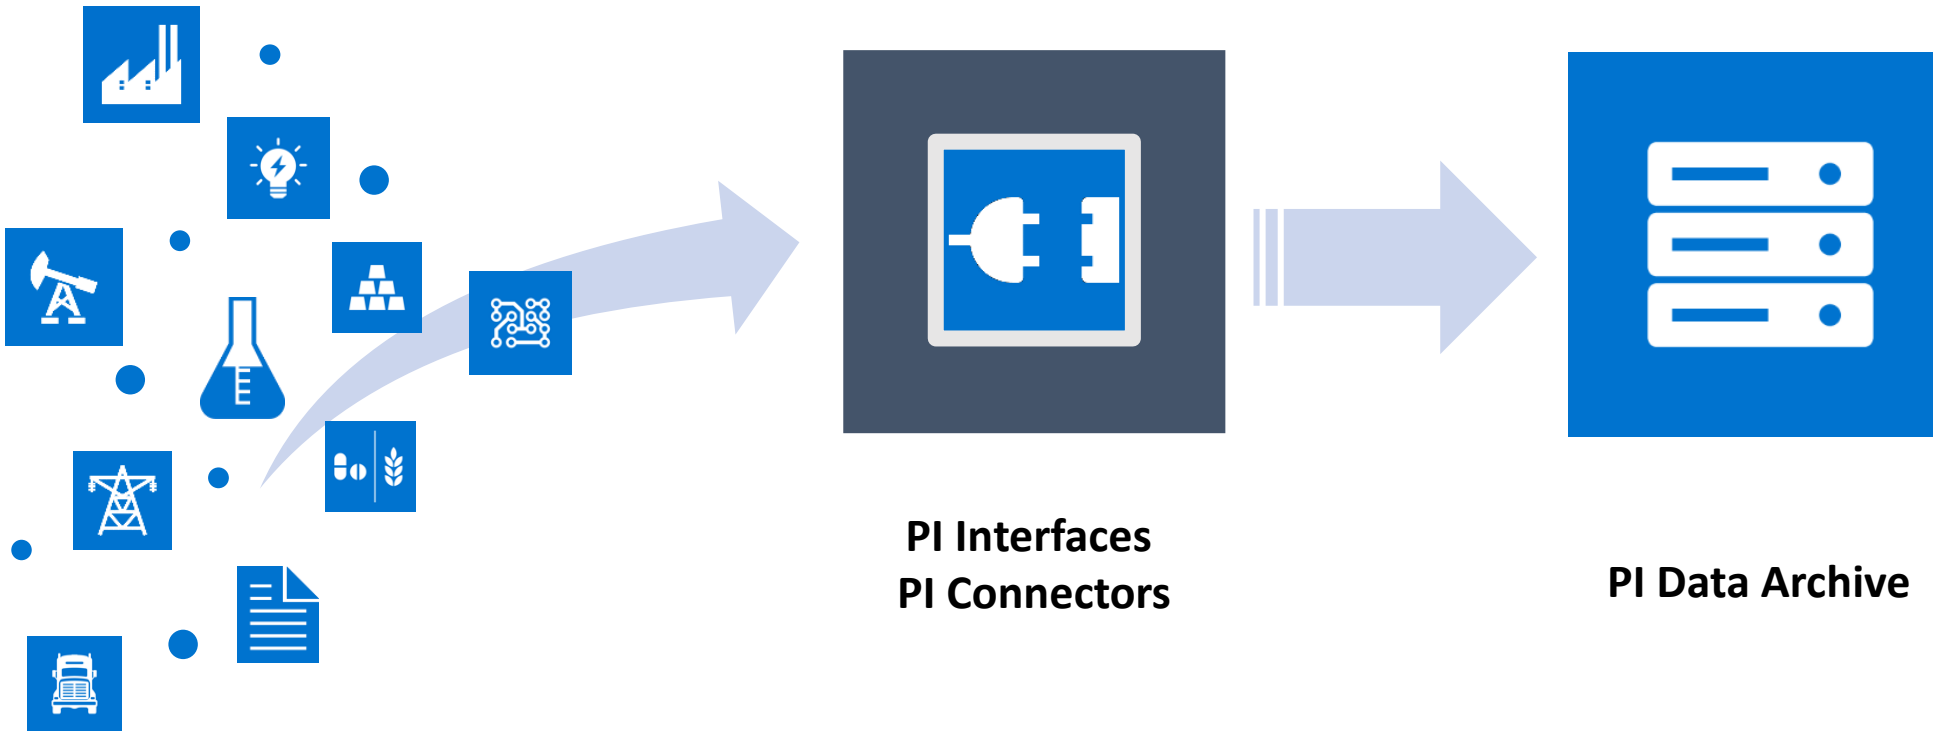 PI Interfaces
PI Connectors
PI Data Archive